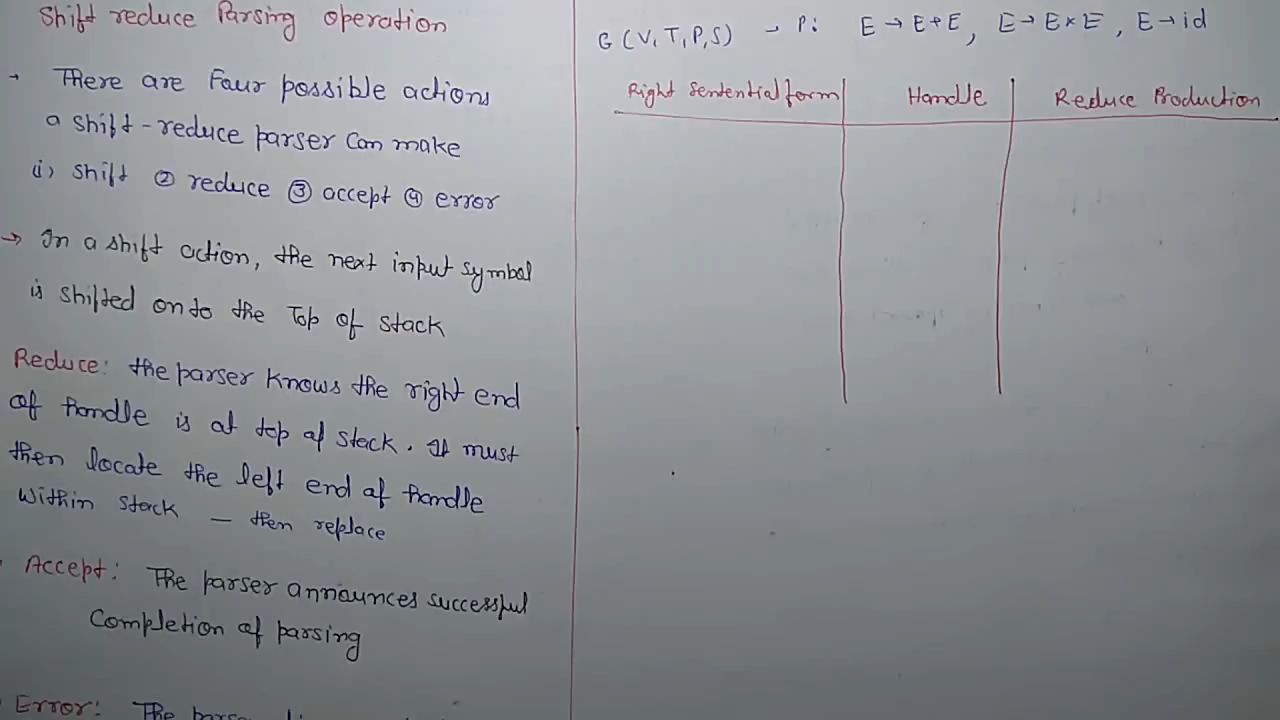 Shift reduce Parsing operation
→ There are Four possible actions
a shift-reduce parser Can make
(i) shift ② reduce ③ accept ④ error
→ In a shift action, the next input symbol
is shifted on to the Top of stack
Reduce: the parser knows the right end
of handle is at top of stack. It must
then locate the left end of handle
Within stack — then replace
Accept: The parser announces successful
Completion of parsing
Error: The
G(V,T,P,S) → P: E→E+E, E→E×E, E→id
Right Sentential form Handle Reduce Production